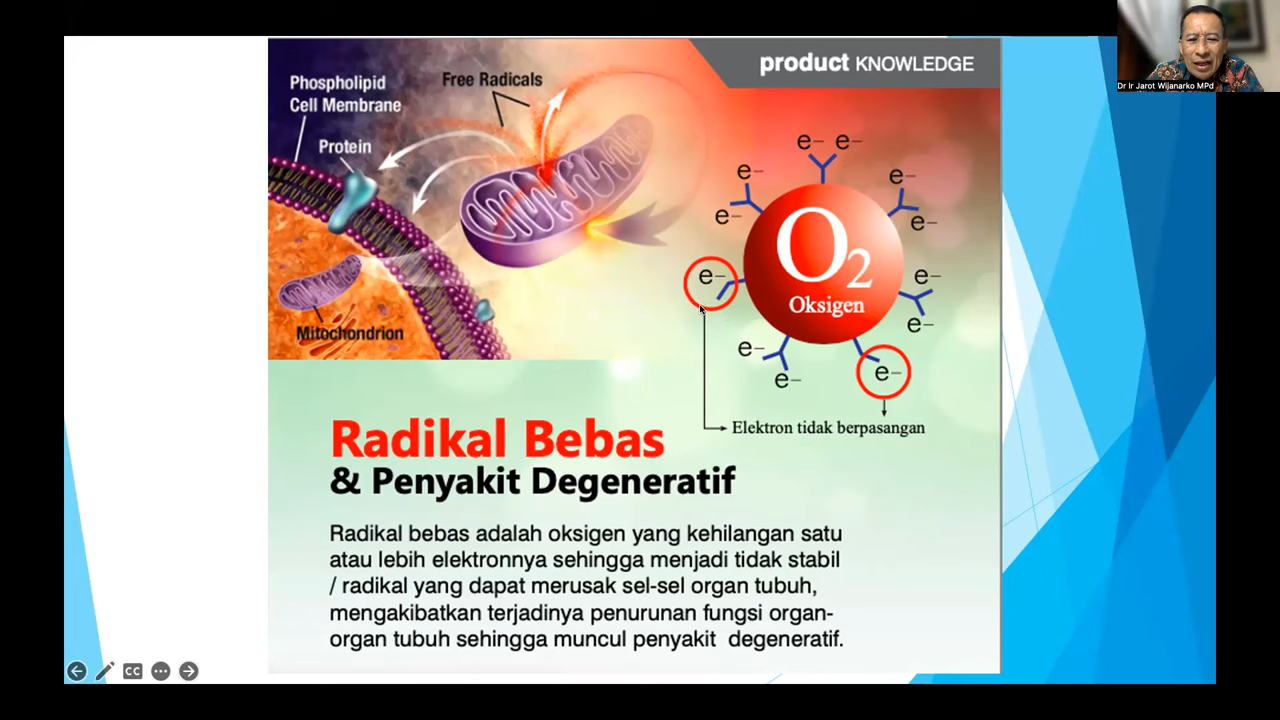 product KNOWLEDGE
Phospholipid
Cell Membrane
Free Radicals
Protein
Mitochondrion
e– e–
e–
e–
e–
e–
e–
e–
e–
e–
e–
e–
O2
Oksigen
e–
Elektron tidak berpasangan
Radikal Bebas
& Penyakit Degeneratif
Radikal bebas adalah oksigen yang kehilangan satu
atau lebih elektronnya sehingga menjadi tidak stabil
/ radikal yang dapat merusak sel-sel organ tubuh,
mengakibatkan terjadinya penurunan fungsi organ-
organ tubuh sehingga muncul penyakit degeneratif.
Dr Ir Jarot Wijanarko MPd
CC